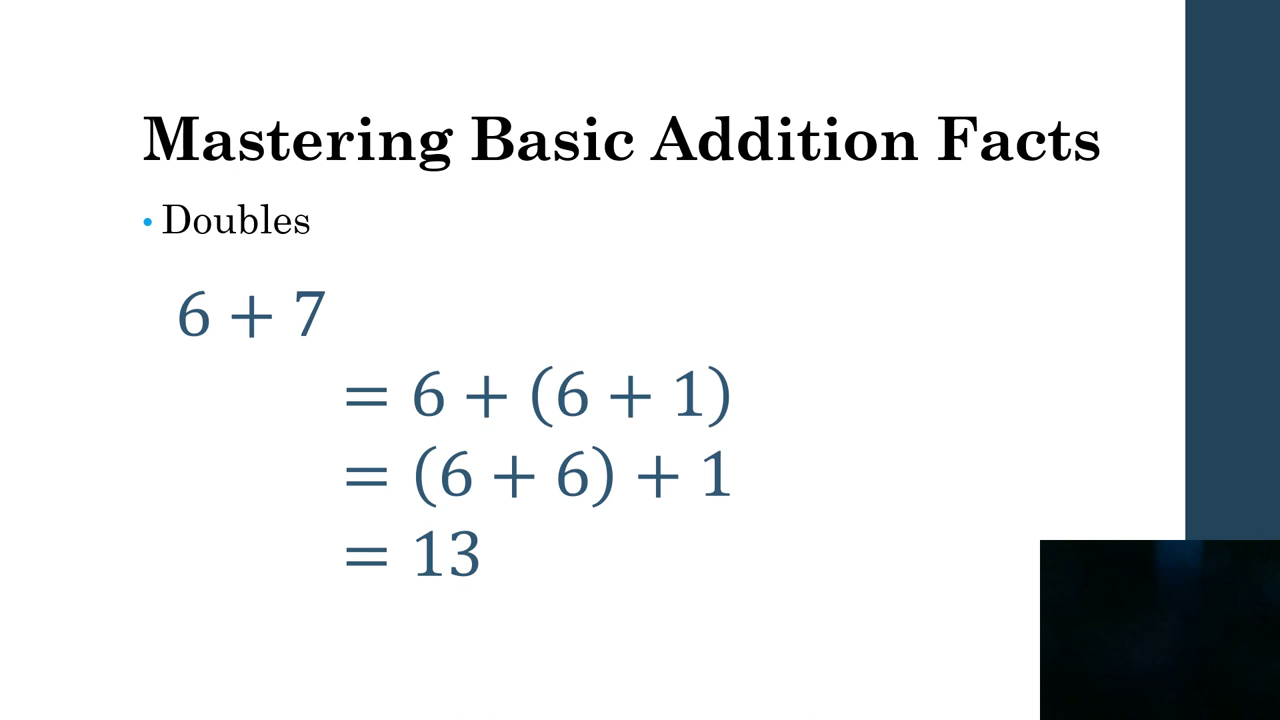 Mastering Basic Addition Facts
• Doubles
6 + 7
= 6 + (6 + 1)
= (6 + 6) + 1
= 13